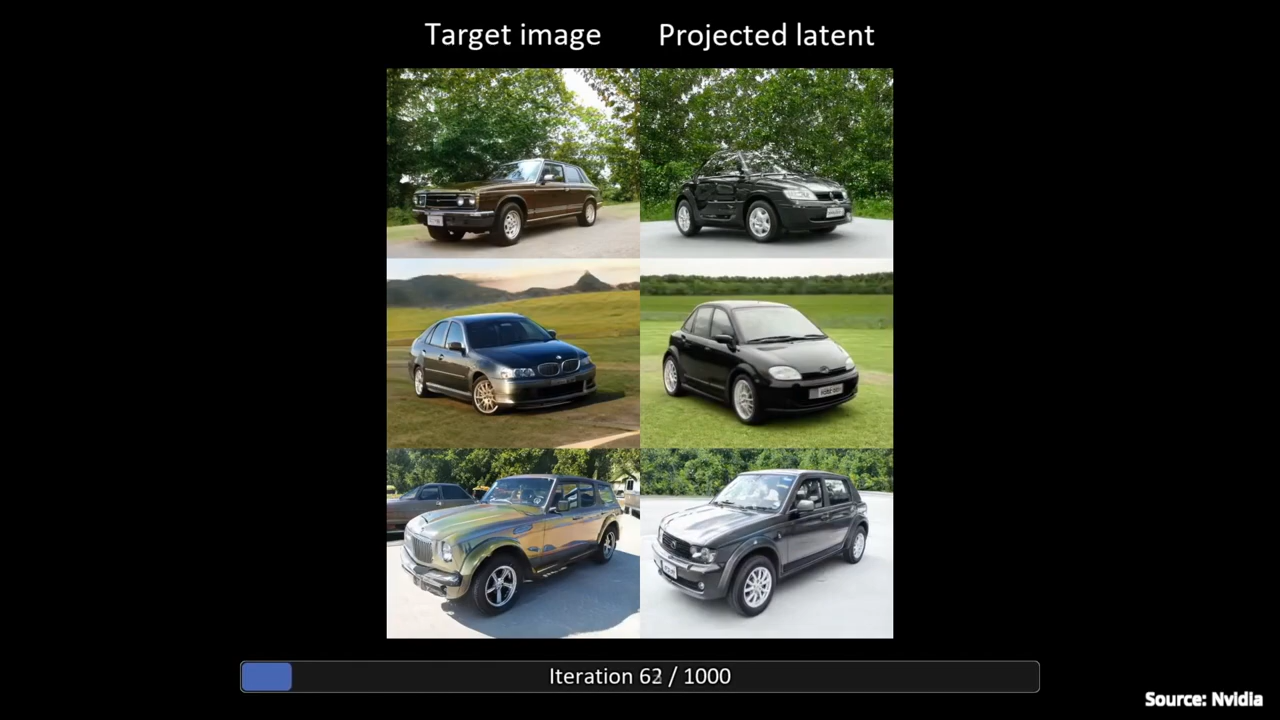 Target image
Projected latent
Iteration 62 / 1000
Source: Nvidia